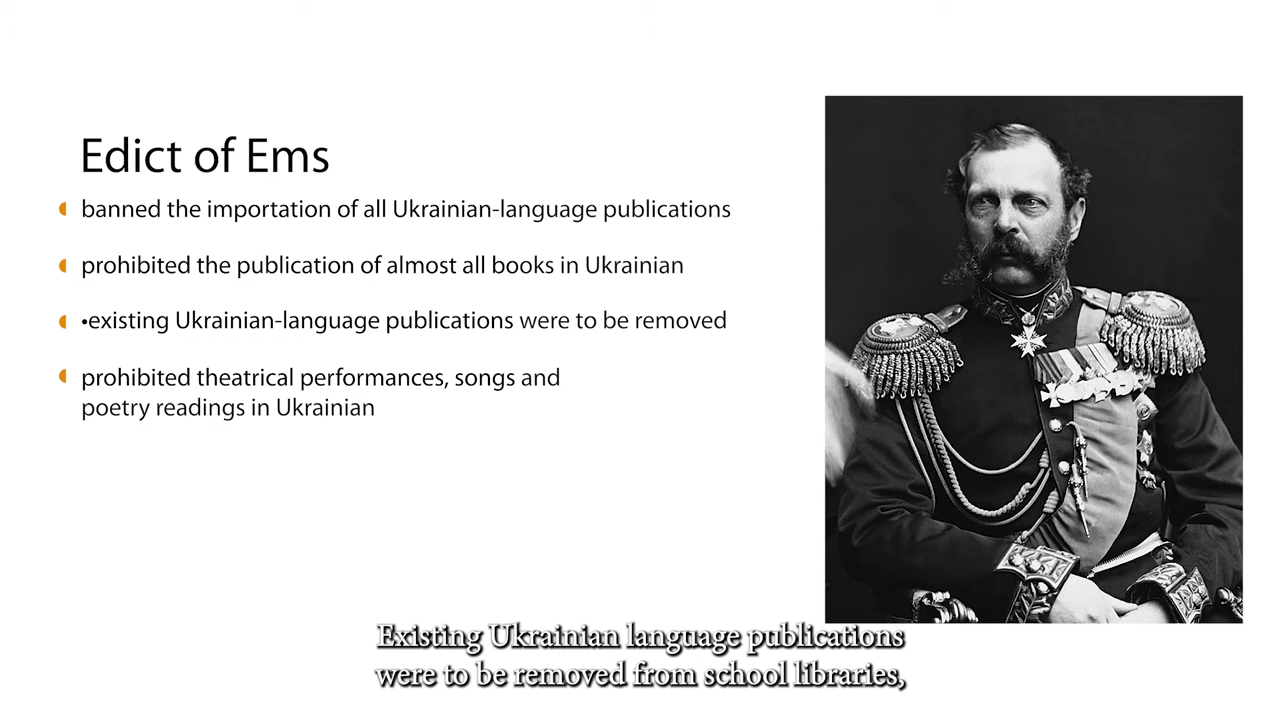 Edict of Ems
banned the importation of all Ukrainian-language publications
prohibited the publication of almost all books in Ukrainian
•existing Ukrainian-language publications were to be removed
prohibited theatrical performances, songs and
poetry readings in Ukrainian
Existing Ukrainian language publications
were to be removed from school libraries,